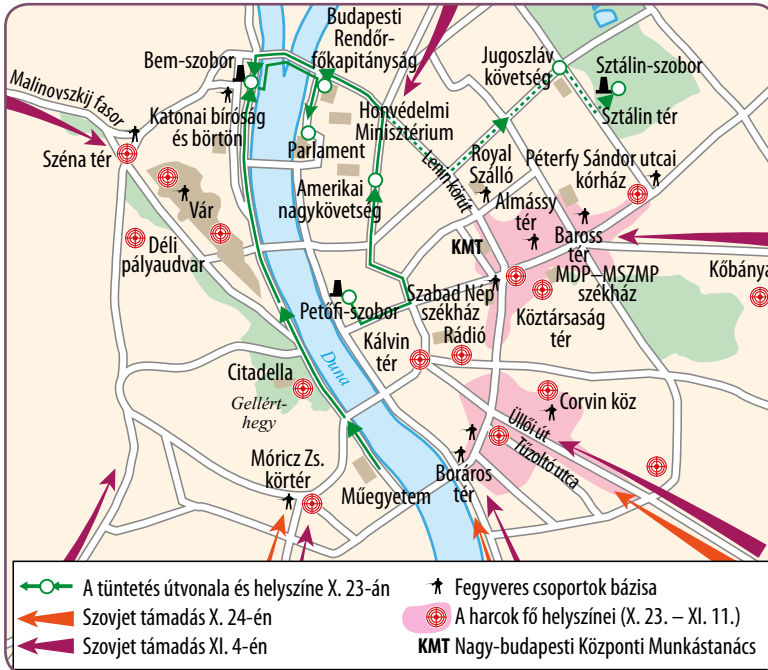 Budapesti
Rendőr-
főkapitányság
Bem-szobor
Jugoszláv
követség
Sztálin-szobor
Malinovszkij fasor
Katonai bíróság
és börtön
Honvédelmi
Minisztérium
Sztálin tér
Széna tér
Parlament
Lenin körút
Royal
Szálló
Péterfy Sándor utcai
kórház
Vár
Amerikai
nagykövetség
Almássy
tér
Déli
pályaudvar
KMT
Baross
tér
Kőbánya
MDP–MSZMP
székház
Petőfi-szobor
Szabad Nép
székház
Köztársaság
tér
Rádió
Kálvin
tér
Duna
Citadella
Gellért-
hegy
Corvin köz
Üllői út
Tűzoltó utca
Móricz Zs.
körtér
Műegyetem
Boráros
tér
A tüntetés útvonala és helyszíne X. 23-án
Szovjet támadás X. 24-én
Szovjet támadás XI. 4-én
Fegyveres csoportok bázisa
A harcok fő helyszínei (X. 23. – XI. 11.)
KMT Nagy-budapesti Központi Munkástanács